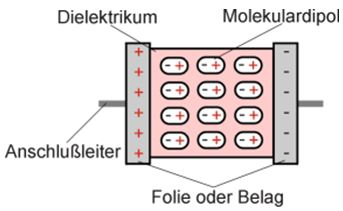 Dielektrikum
Molekulardipol
+ - + - + - + -
+ - + - + - + -
+ -
+ - + - + - + -
+ - + - + - + -
+ -
Anschlußleiter
Folie oder Belag